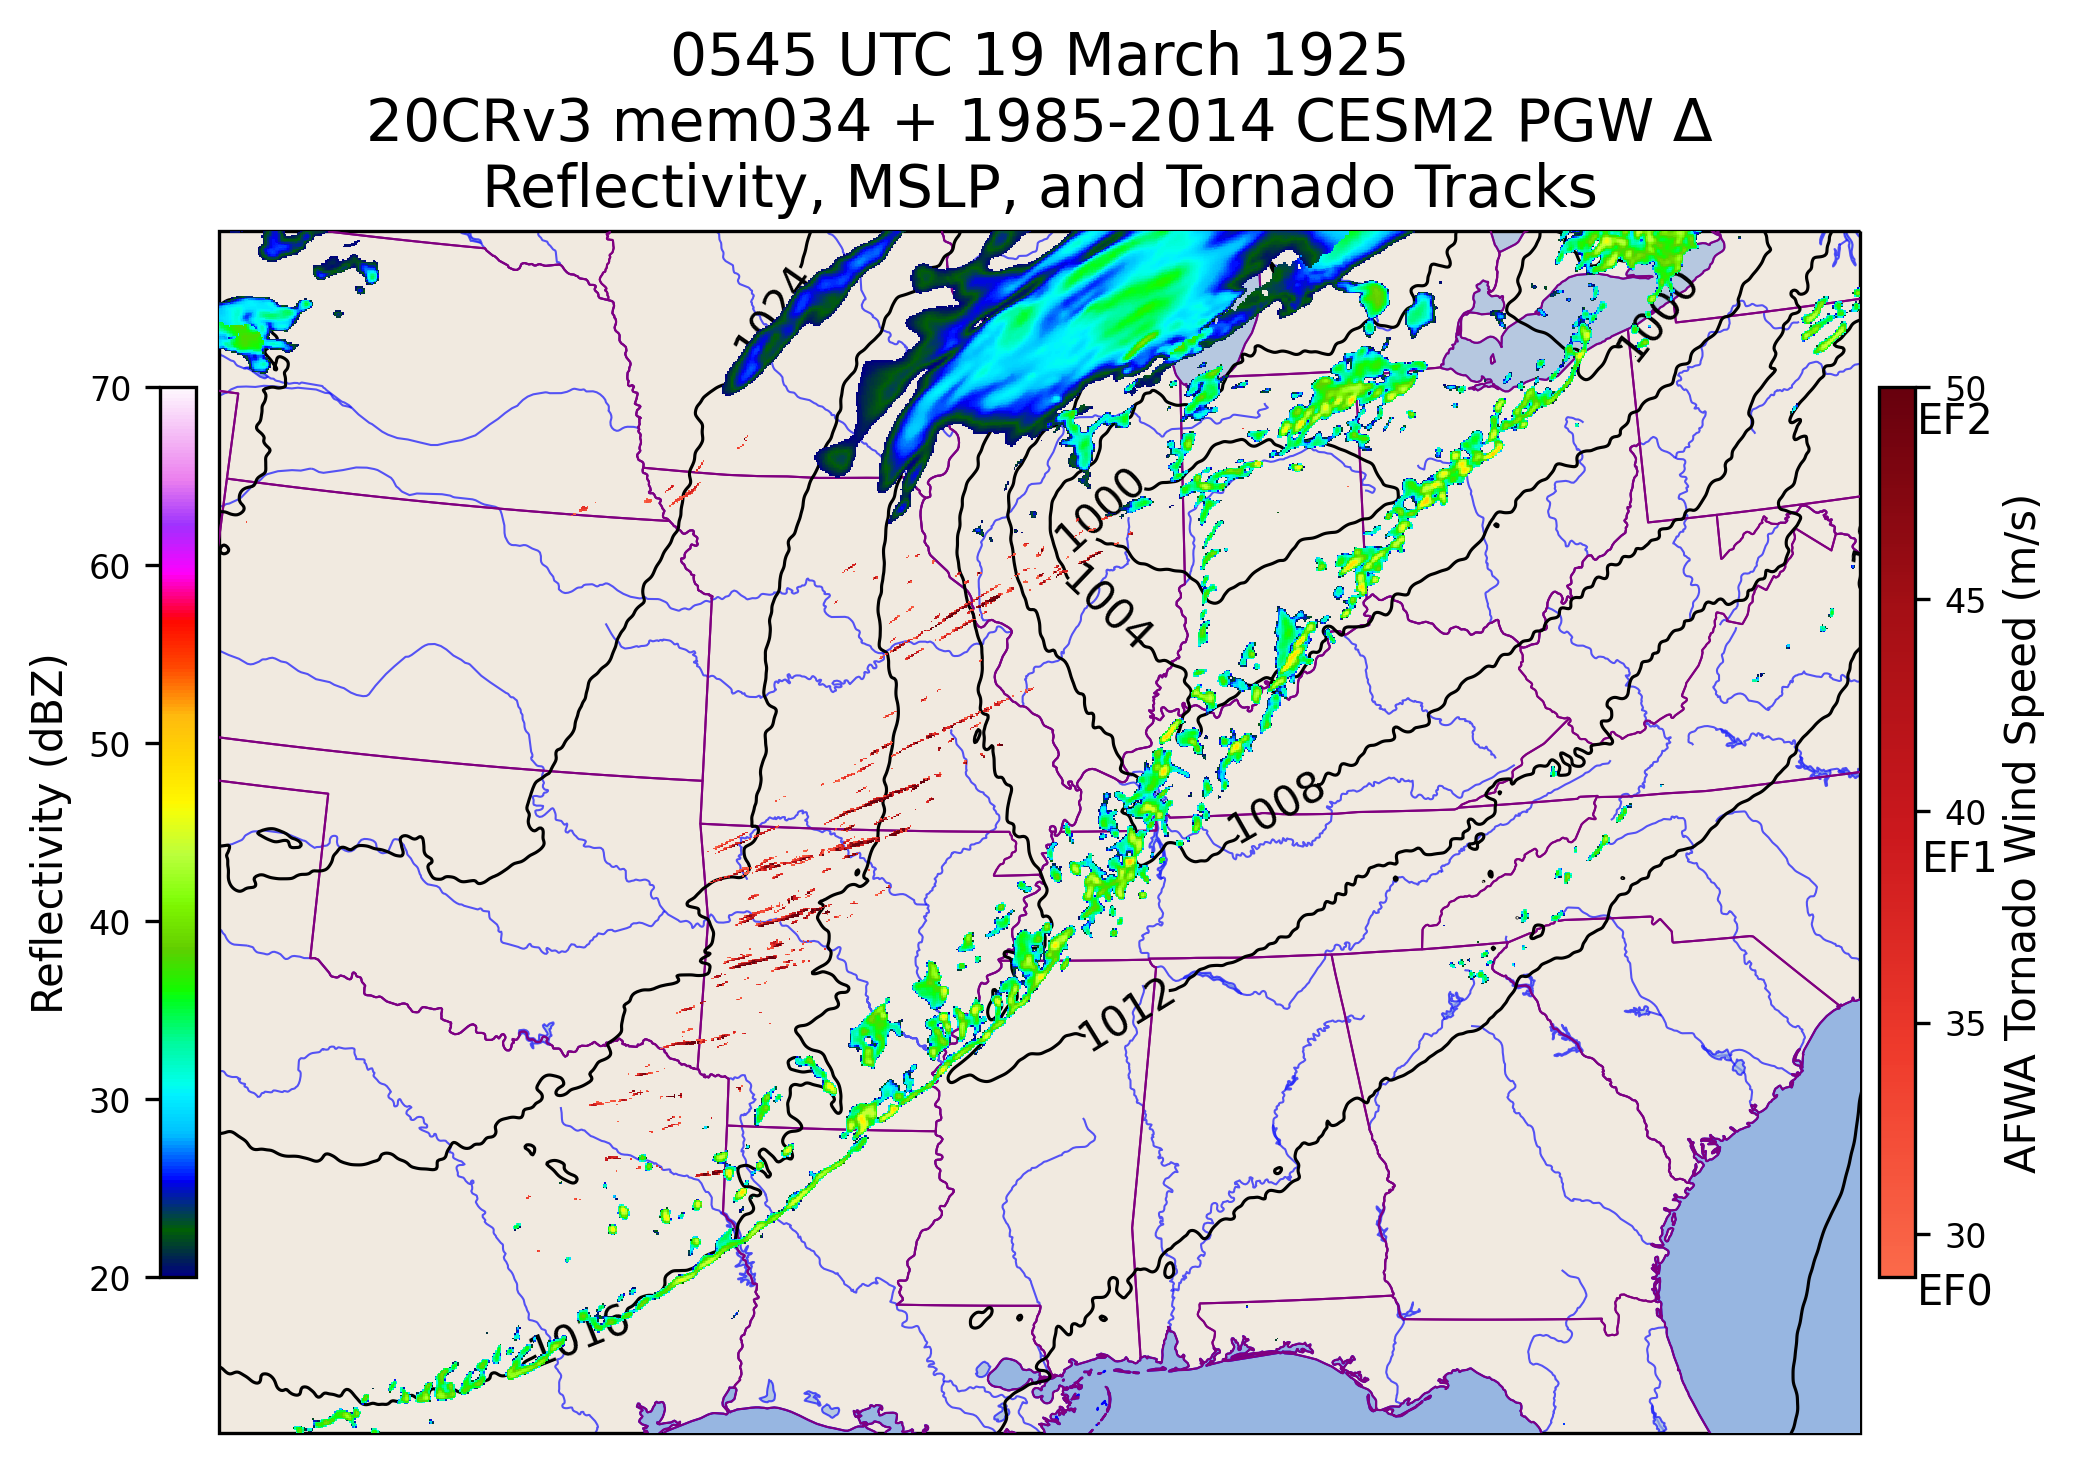 0545 UTC 19 March 1925
20CRv3 mem034 + 1985-2014 CESM2 PGW Δ
Reflectivity, MSLP, and Tornado Tracks
1024
1000
1000
1004
1008
1012
1016
70
60
50
40
30
20
Reflectivity (dBZ)
50
EF2
45
40
EF1
35
30
EF0
AFWA Tornado Wind Speed (m/s)